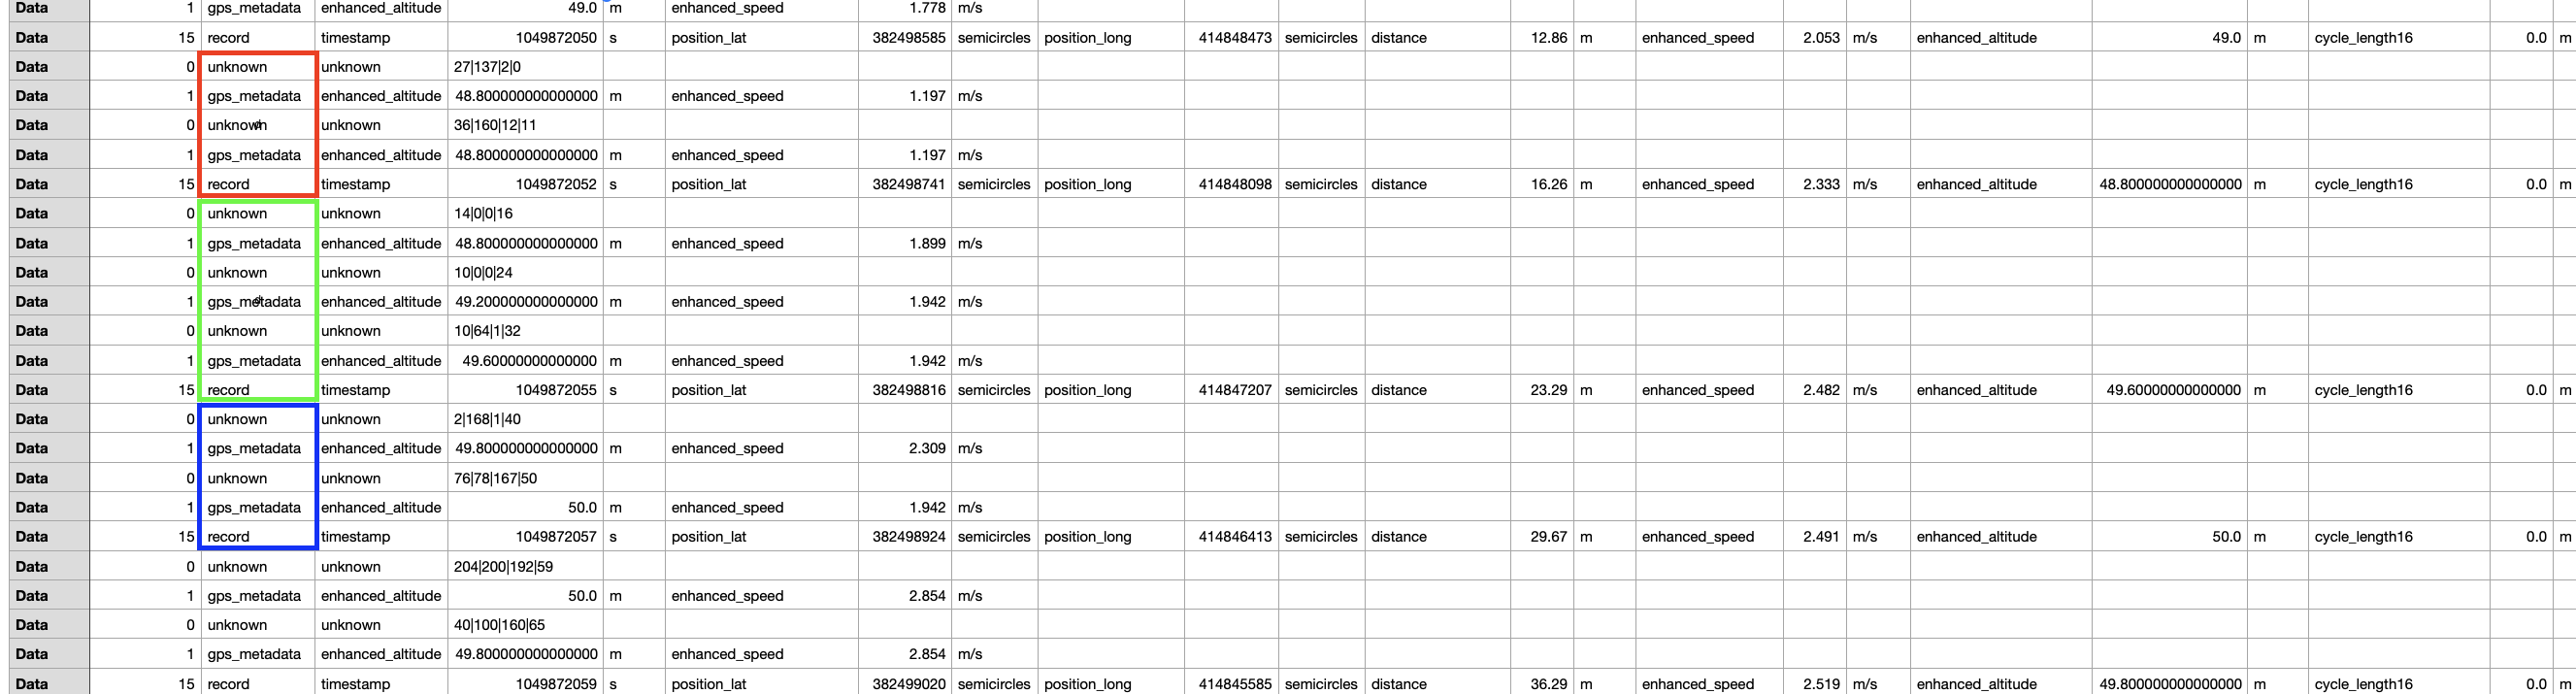 Data 1 gps_metadata enhanced_altitude 49.0 m enhanced_speed 1.778 m/s
Data 15 record timestamp 1049872050 s position_lat 382498585 semicircles position_long 414848473 semicircles distance 12.86 m enhanced_speed 2.053 m/s enhanced_altitude 49.0 m cycle_length16 0.0 m
Data 0 unknown unknown 27|137|2|0
Data 1 gps_metadata enhanced_altitude 48.800000000000000 m enhanced_speed 1.197 m/s
Data 0 unknown unknown 36|160|12|11
Data 1 gps_metadata enhanced_altitude 48.800000000000000 m enhanced_speed 1.197 m/s
Data 15 record timestamp 1049872052 s position_lat 382498741 semicircles position_long 414848098 semicircles distance 16.26 m enhanced_speed 2.333 m/s enhanced_altitude 48.800000000000000 m cycle_length16 0.0 m
Data 0 unknown unknown 14|0|0|16
Data 1 gps_metadata enhanced_altitude 48.800000000000000 m enhanced_speed 1.899 m/s
Data 0 unknown unknown 10|0|0|24
Data 1 gps_metadata enhanced_altitude 49.200000000000000 m enhanced_speed 1.942 m/s
Data 0 unknown unknown 10|64|1|32
Data 1 gps_metadata enhanced_altitude 49.60000000000000 m enhanced_speed 1.942 m/s
Data 15 record timestamp 1049872055 s position_lat 382498816 semicircles position_long 414847207 semicircles distance 23.29 m enhanced_speed 2.482 m/s enhanced_altitude 49.60000000000000 m cycle_length16 0.0 m
Data 0 unknown unknown 2|168|1|40
Data 1 gps_metadata enhanced_altitude 49.800000000000000 m enhanced_speed 2.309 m/s
Data 0 unknown unknown 76|78|167|50
Data 1 gps_metadata enhanced_altitude 50.0 m enhanced_speed 1.942 m/s
Data 15 record timestamp 1049872057 s position_lat 382498924 semicircles position_long 414846413 semicircles distance 29.67 m enhanced_speed 2.491 m/s enhanced_altitude 50.0 m cycle_length16 0.0 m
Data 0 unknown unknown 204|200|192|59
Data 1 gps_metadata enhanced_altitude 50.0 m enhanced_speed 2.854 m/s
Data 0 unknown unknown 40|100|160|65
Data 1 gps_metadata enhanced_altitude 49.800000000000000 m enhanced_speed 2.854 m/s
Data 15 record timestamp 1049872059 s position_lat 382499020 semicircles position_long 414845585 semicircles distance 36.29 m enhanced_speed 2.519 m/s enhanced_altitude 49.800000000000000 m cycle_length16 0.0 m